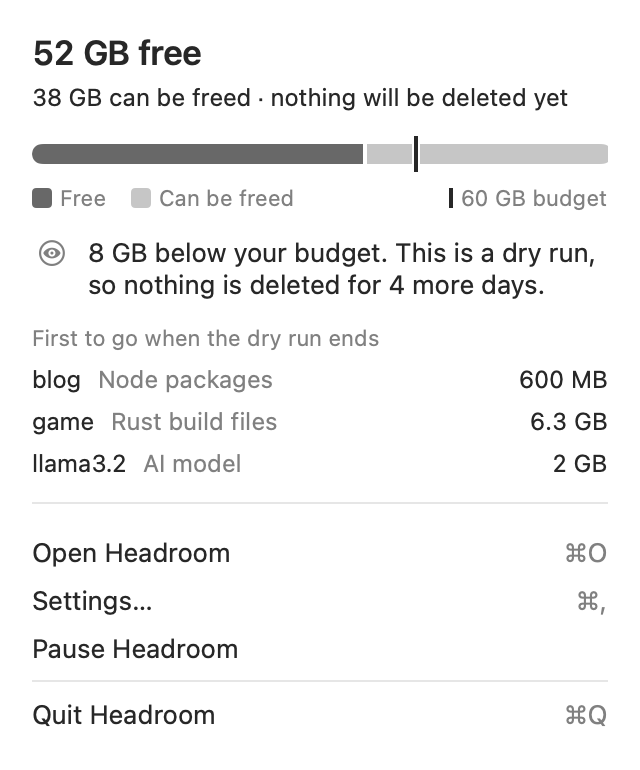 52 GB free
38 GB can be freed · nothing will be deleted yet
Free Can be freed 60 GB budget
8 GB below your budget. This is a dry run,
so nothing is deleted for 4 more days.
First to go when the dry run ends
blog Node packages 600 MB
game Rust build files 6.3 GB
llama3.2 AI model 2 GB
Open Headroom ⌘O
Settings... ⌘,
Pause Headroom
Quit Headroom ⌘Q